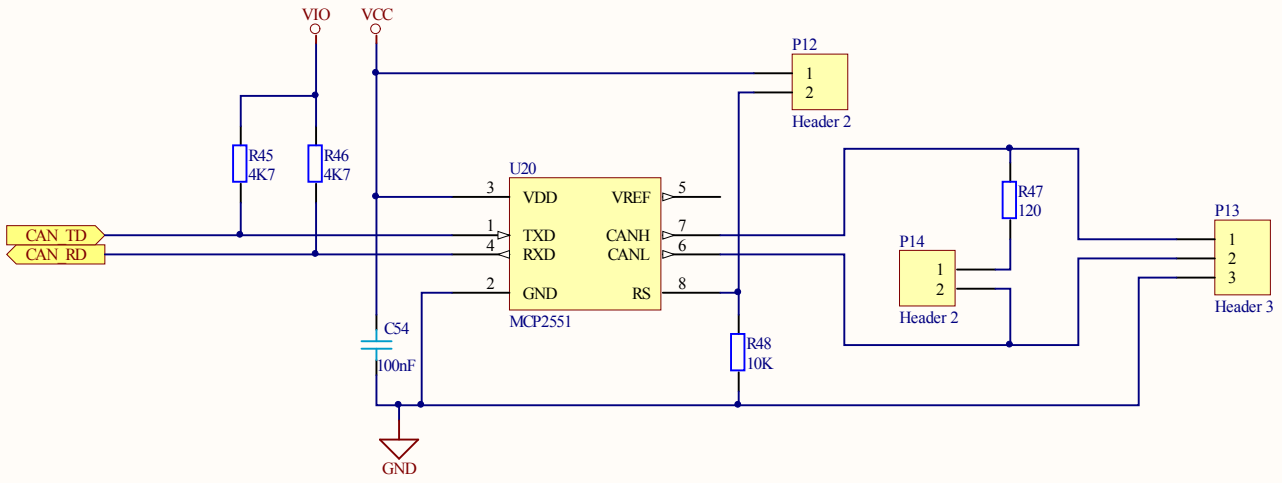 VIO
VCC
P12
1
2
Header 2
R45
4K7
R46
4K7
U20
3
VDD
VREF
5
1
TXD
CANH
7
4
RXD
CANL
6
2
GND
RS
8
MCP2551
CAN_TD
CAN_RD
R47
120
P13
1
2
3
Header 3
P14
1
2
Header 2
C54
100nF
R48
10K
GND